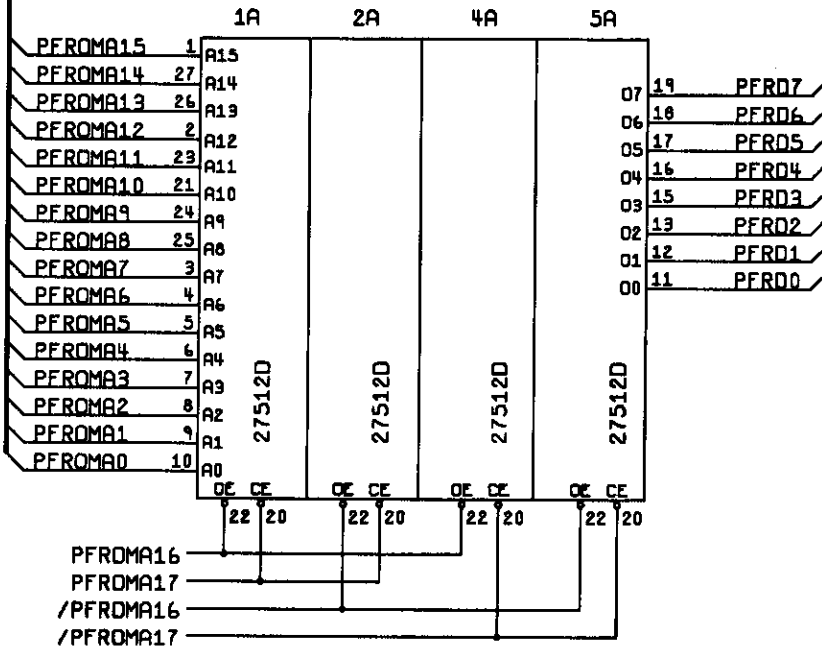 1A 2A 4A 5A
PFROMA15 1 A15
PFROMA14 27 A14
PFROMA13 26 A13
PFROMA12 2 A12
PFROMA11 23 A11
PFROMA10 21 A10
PFROMA9 24 A9
PFROMA8 25 A8
PFROMA7 3 A7
PFROMA6 4 A6
PFROMA5 5 A5
PFROMA4 6 A4
PFROMA3 7 A3
PFROMA2 8 A2
PFROMA1 9 A1
PFROMA0 10 A0
O7 19 PFRD7
O6 18 PFRD6
O5 17 PFRD5
O4 16 PFRD4
O3 15 PFRD3
O2 13 PFRD2
O1 12 PFRD1
O0 11 PFRD0
27512D 27512D 27512D 27512D
OE CE OE CE OE CE OE CE
22 20 22 20 22 20 22 20
PFROMA16
PFROMA17
/PFROMA16
/PFROMA17